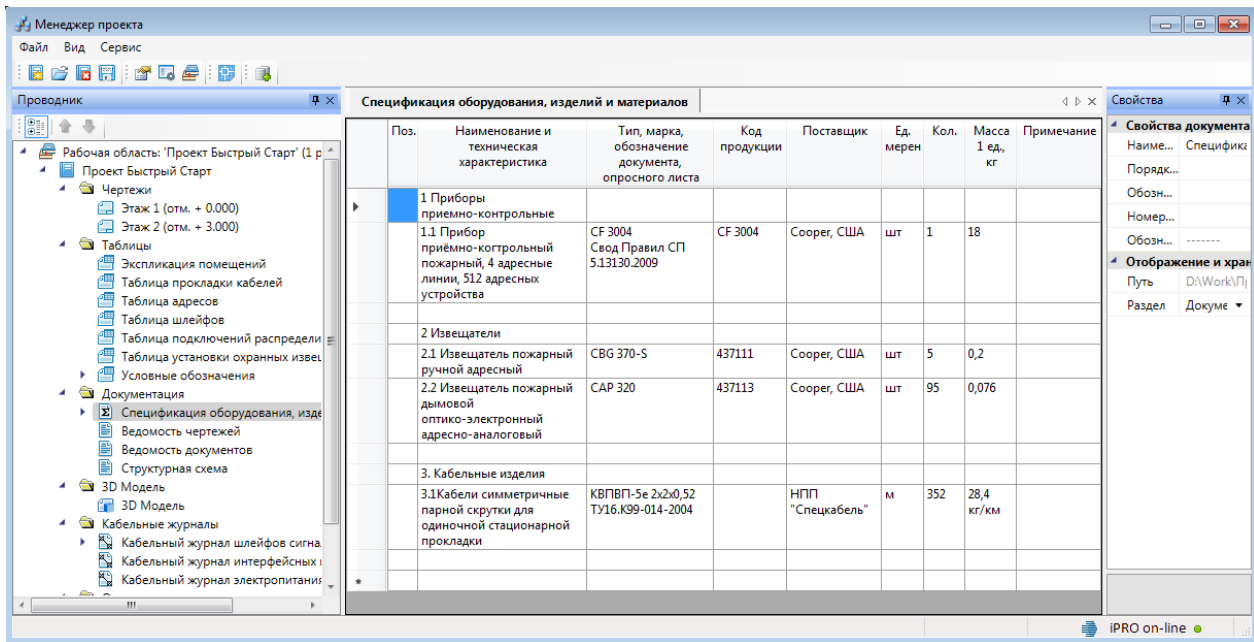 Менеджер проекта
Файл Вид Сервис
Проводник
Рабочая область: 'Проект Быстрый Старт' (1 р
Проект Быстрый Старт
Чертежи
Этаж 1 (отм. + 0.000)
Этаж 2 (отм. + 3.000)
Таблицы
Экспликация помещений
Таблица прокладки кабелей
Таблица адресов
Таблица шлейфов
Таблица подключений распредели
Таблица установки охранных извец
Условные обозначения
Документация
Спецификация оборудования, изде
Ведомость чертежей
Ведомость документов
Структурная схема
3D Модель
3D Модель
Кабельные журналы
Кабельный журнал шлейфов сигна
Кабельный журнал интерфейсных
Кабельный журнал электропитания
Спецификация оборудования, изделий и материалов
Поз. Наименование и Тип, марка, Код Поставщик Ед. Кол. Масса Примечание
техническая обозначение продукции мерен 1 ед.,
характеристика документа, кг
опросного листа
1 Приборы
приемно-контрольные
1.1 Прибор CF 3004 CF 3004 Cooper, США шт 1 18
приёмно-когтрольный Свод Правил СП
пожарный, 4 адресные 5.13130.2009
линии, 512 адресных
устройства
2 Извещатели
2.1 Извещатель пожарный CBG 370-S 437111 Cooper, США шт 5 0,2
ручной адресный
2.2 Извещатель пожарный CAP 320 437113 Cooper, США шт 95 0,076
дымовой
оптико-электронный
адресно-аналоговый
3. Кабельные изделия
3.1Кабели симметричные КВПВП-5е 2х2х0,52 НПП м 352 28,4
парной скрутки для ТУ16.К99-014-2004 "Спецкабель" кг/км
одиночной стационарной
прокладки
Свойства
Свойства документа
Наиме... Специфика
Порядк...
Обозн...
Номер...
Обозн... -------
Отображение и хран
Путь D:\Work\Пр
Раздел Докуме
iPRO on-line